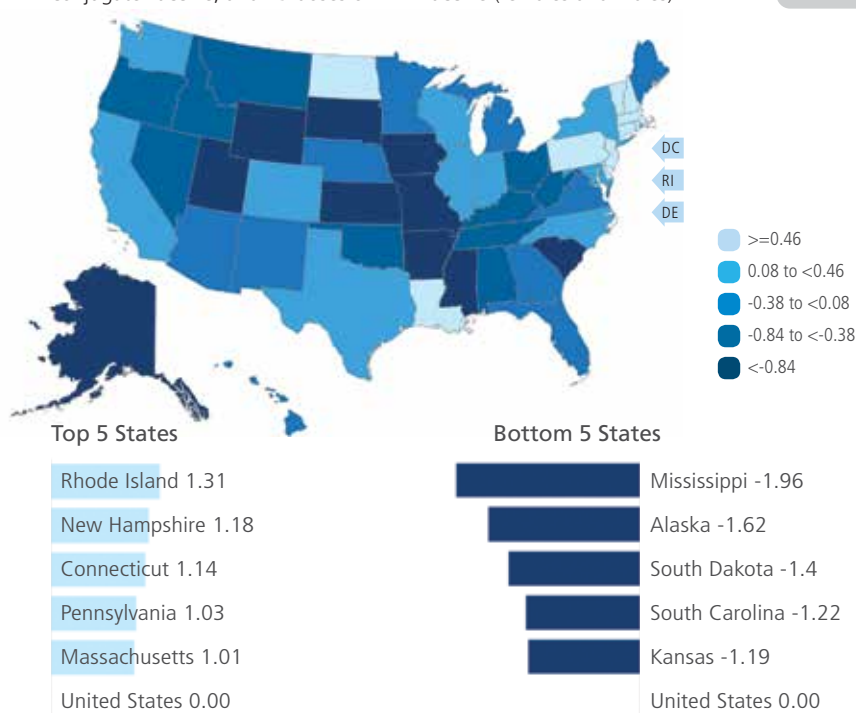 DC
RI
DE
>=0.46
0.08 to <0.46
-0.38 to <0.08
-0.84 to <-0.38
<-0.84
Top 5 States
Rhode Island 1.31
New Hampshire 1.18
Connecticut 1.14
Pennsylvania 1.03
Massachusetts 1.01
United States 0.00
Bottom 5 States
Mississippi -1.96
Alaska -1.62
South Dakota -1.4
South Carolina -1.22
Kansas -1.19
United States 0.00